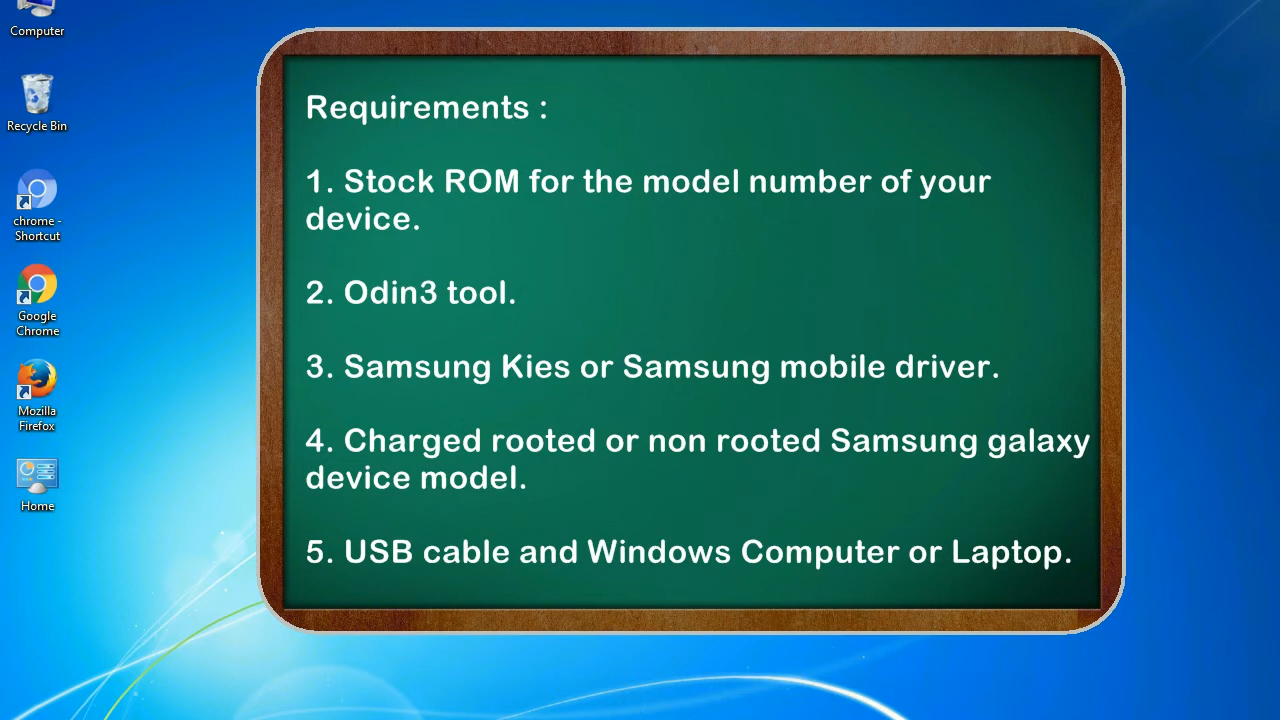 Computer
Recycle Bin
chrome -
Shortcut
Google
Chrome
Mozilla
Firefox
Home
Requirements :
1. Stock ROM for the model number of your
device.
2. Odin3 tool.
3. Samsung Kies or Samsung mobile driver.
4. Charged rooted or non rooted Samsung galaxy
device model.
5. USB cable and Windows Computer or Laptop.